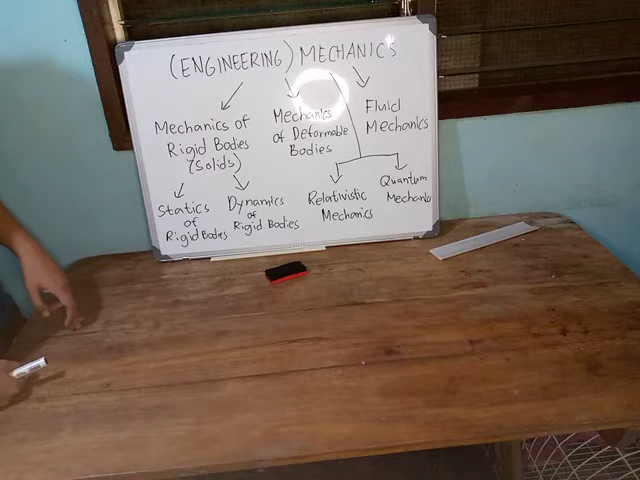 (ENGINEERING) MECHANICS
Mechanics of
Rigid Bodies
(Solids)
Mechanics
of Deformable
Bodies
Fluid
Mechanics
Statics
of
Rigid Bodies
Dynamics
of
Rigid Bodies
Relativistic
Mechanics
Quantum
Mechanics